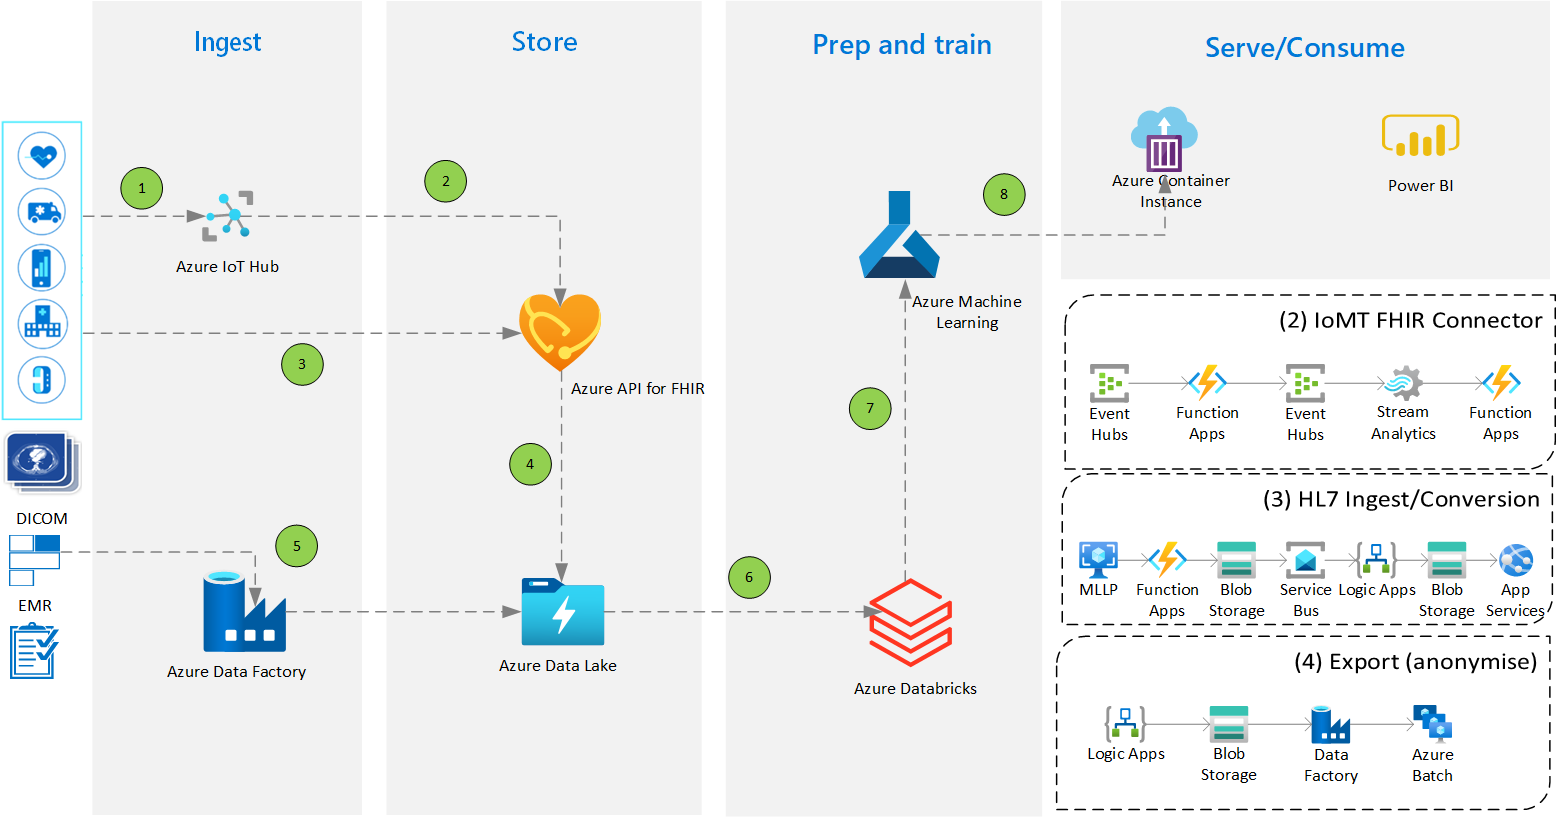 Ingest
Store
Prep and train
Serve/Consume
1
2
8
Azure Container
Instance
Power BI
Azure IoT Hub
Azure Machine
Learning
3
Azure API for FHIR
7
4
DICOM
5
6
EMR
Azure Data Factory
Azure Data Lake
Azure Databricks
(2) IoMT FHIR Connector
Event
Hubs
Function
Apps
Event
Hubs
Stream
Analytics
Function
Apps
(3) HL7 Ingest/Conversion
MLLP
Function
Apps
Blob
Storage
Service
Bus
Logic Apps
Blob
Storage
App
Services
(4) Export (anonymise)
Logic Apps
Blob
Storage
Data
Factory
Azure
Batch